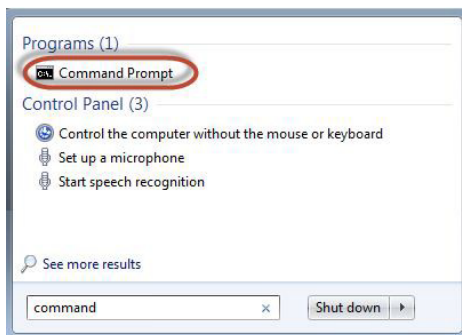 Programs (1)
Command Prompt
Control Panel (3)
Control the computer without the mouse or keyboard
Set up a microphone
Start speech recognition
See more results
command
Shut down